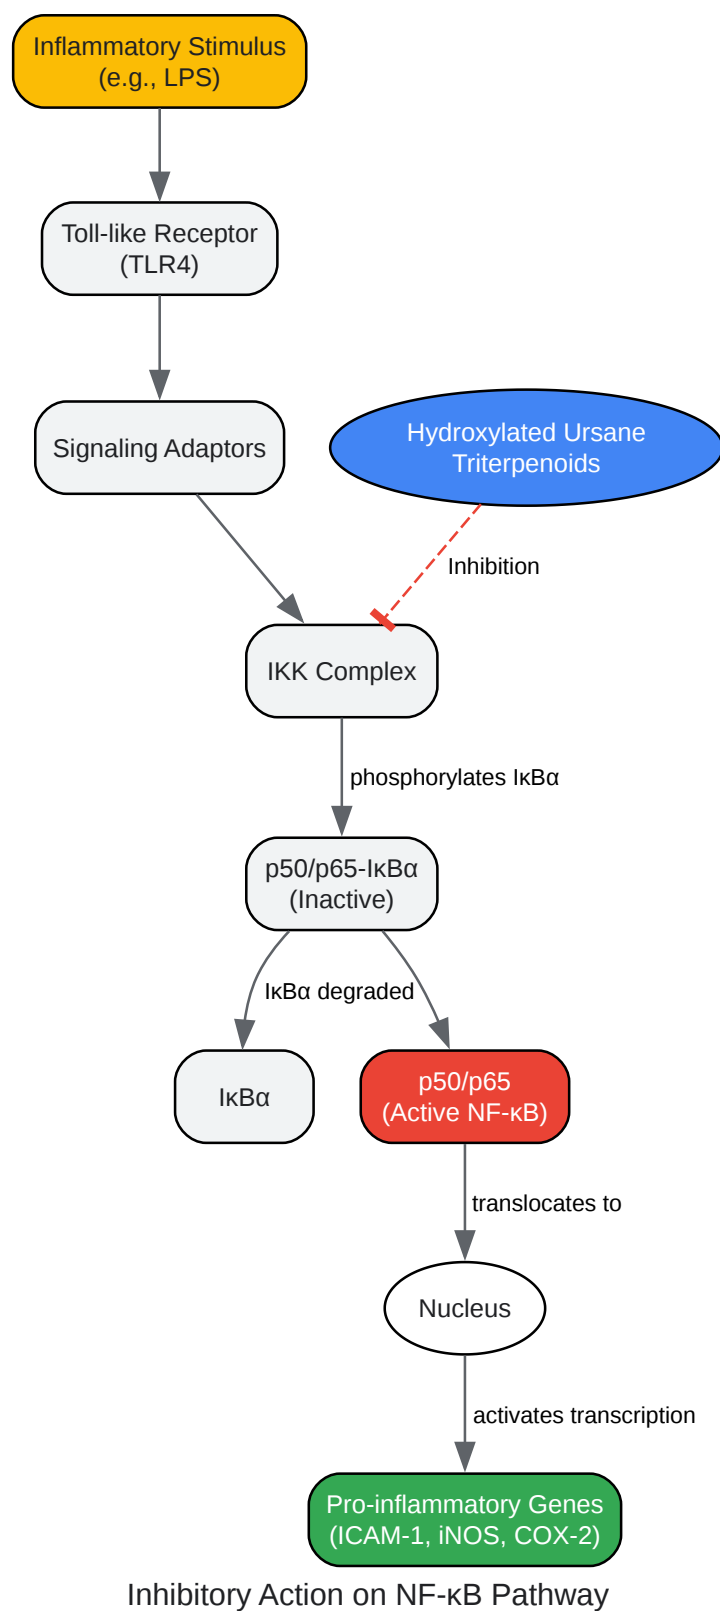 Inflammatory Stimulus
(e.g., LPS)
Toll-like Receptor
(TLR4)
Signaling Adaptors
Hydroxylated Ursane
Triterpenoids
Inhibition
IKK Complex
phosphorylates IκBα
p50/p65-IκBα
(Inactive)
IκBα degraded
IκBα
p50/p65
(Active NF-κB)
translocates to
Nucleus
activates transcription
Pro-inflammatory Genes
(ICAM-1, iNOS, COX-2)
Inhibitory Action on NF-κB Pathway